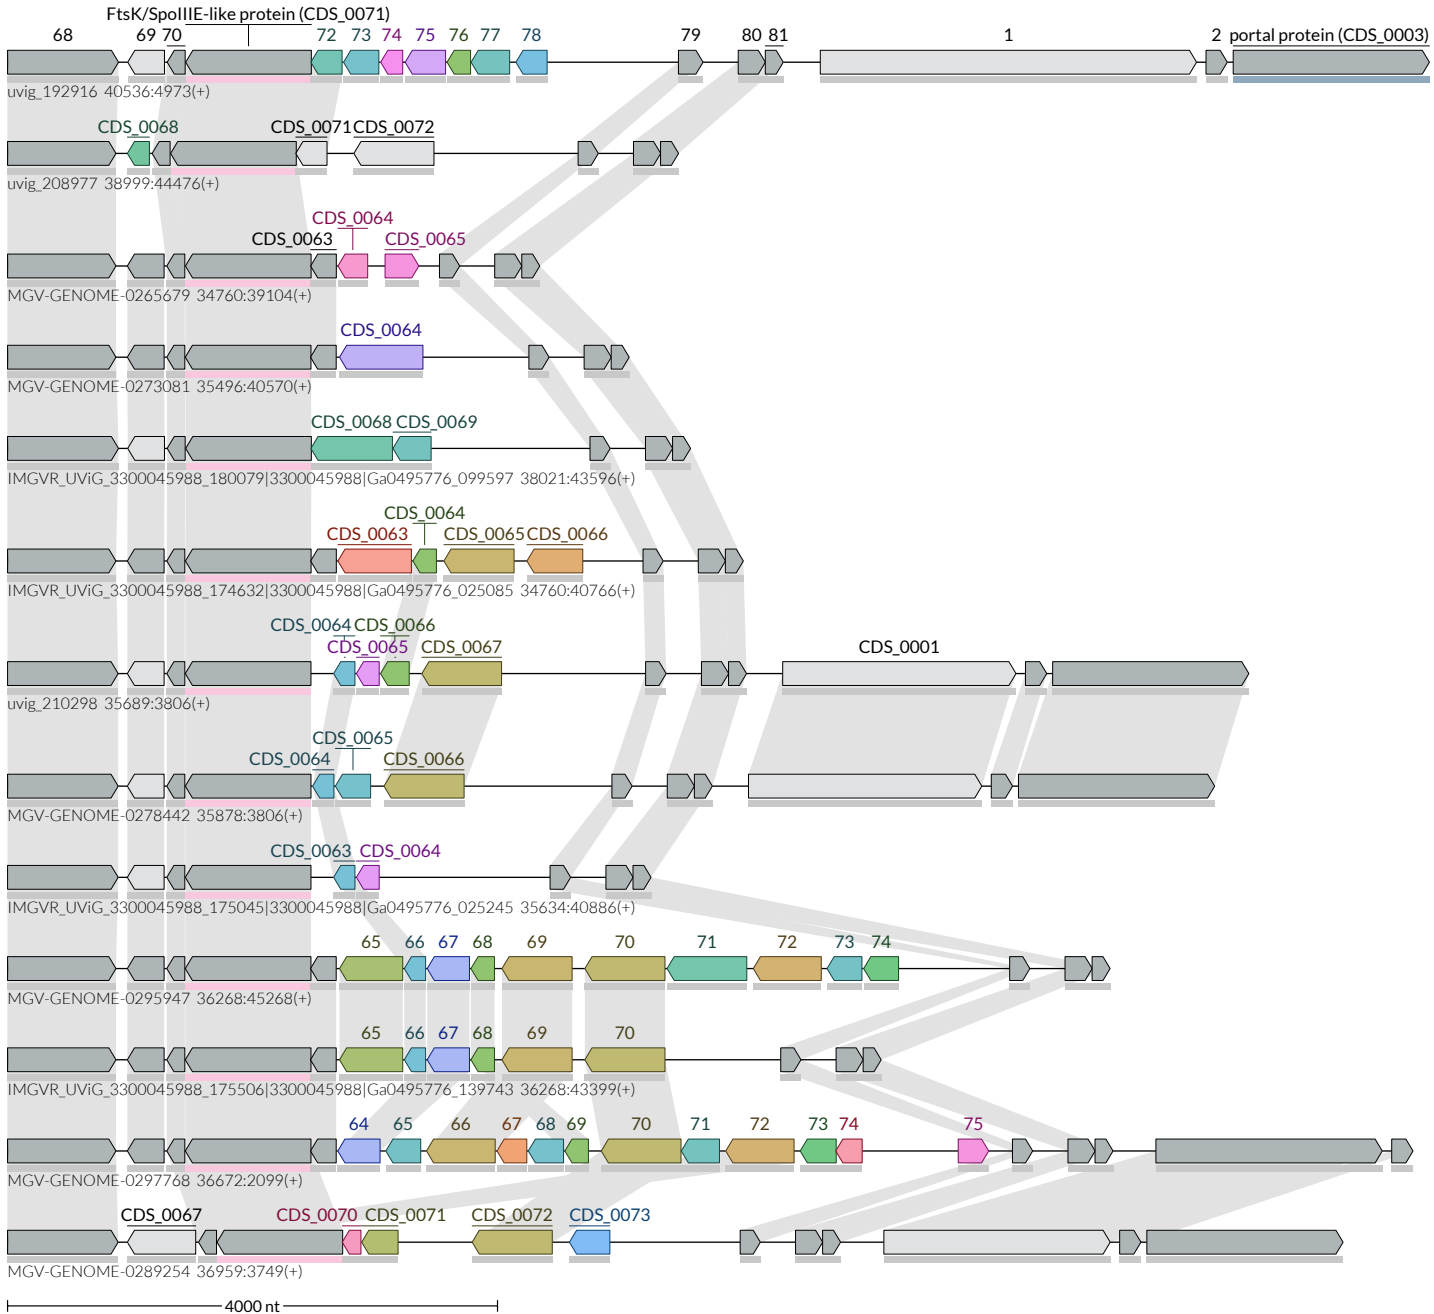 FtsK/SpoIIIE-like protein (CDS_0071)
68 69 70 72 73 74 75 76 77 78 79 80 81 1 2 portal protein (CDS_0003)
uvig_192916 40536:4973(+)
CDS_0068 CDS_0071 CDS_0072
uvig_208977 38999:44476(+)
CDS_0064
CDS_0063 CDS_0065
MGV-GENOME-0265679 34760:39104(+)
CDS_0064
MGV-GENOME-0273081 35496:40570(+)
CDS_0068 CDS_0069
IMGVR_UViG_3300045988_180079|3300045988|Ga0495776_099597 38021:43596(+)
CDS_0064
CDS_0063 CDS_0065 CDS_0066
IMGVR_UViG_3300045988_174632|3300045988|Ga0495776_025085 34760:40766(+)
CDS_0064 CDS_0066
CDS_0065 CDS_0067 CDS_0001
uvig_210298 35689:3806(+)
CDS_0065
CDS_0064 CDS_0066
MGV-GENOME-0278442 35878:3806(+)
CDS_0063 CDS_0064
IMGVR_UViG_3300045988_175045|3300045988|Ga0495776_025245 35634:40886(+)
65 66 67 68 69 70 71 72 73 74
MGV-GENOME-0295947 36268:45268(+)
65 66 67 68 69 70
IMGVR_UViG_3300045988_175506|3300045988|Ga0495776_139743 36268:43399(+)
64 65 66 67 68 69 70 71 72 73 74 75
MGV-GENOME-0297768 36672:2099(+)
CDS_0067 CDS_0070 CDS_0071 CDS_0072 CDS_0073
MGV-GENOME-0289254 36959:3749(+)
4000 nt